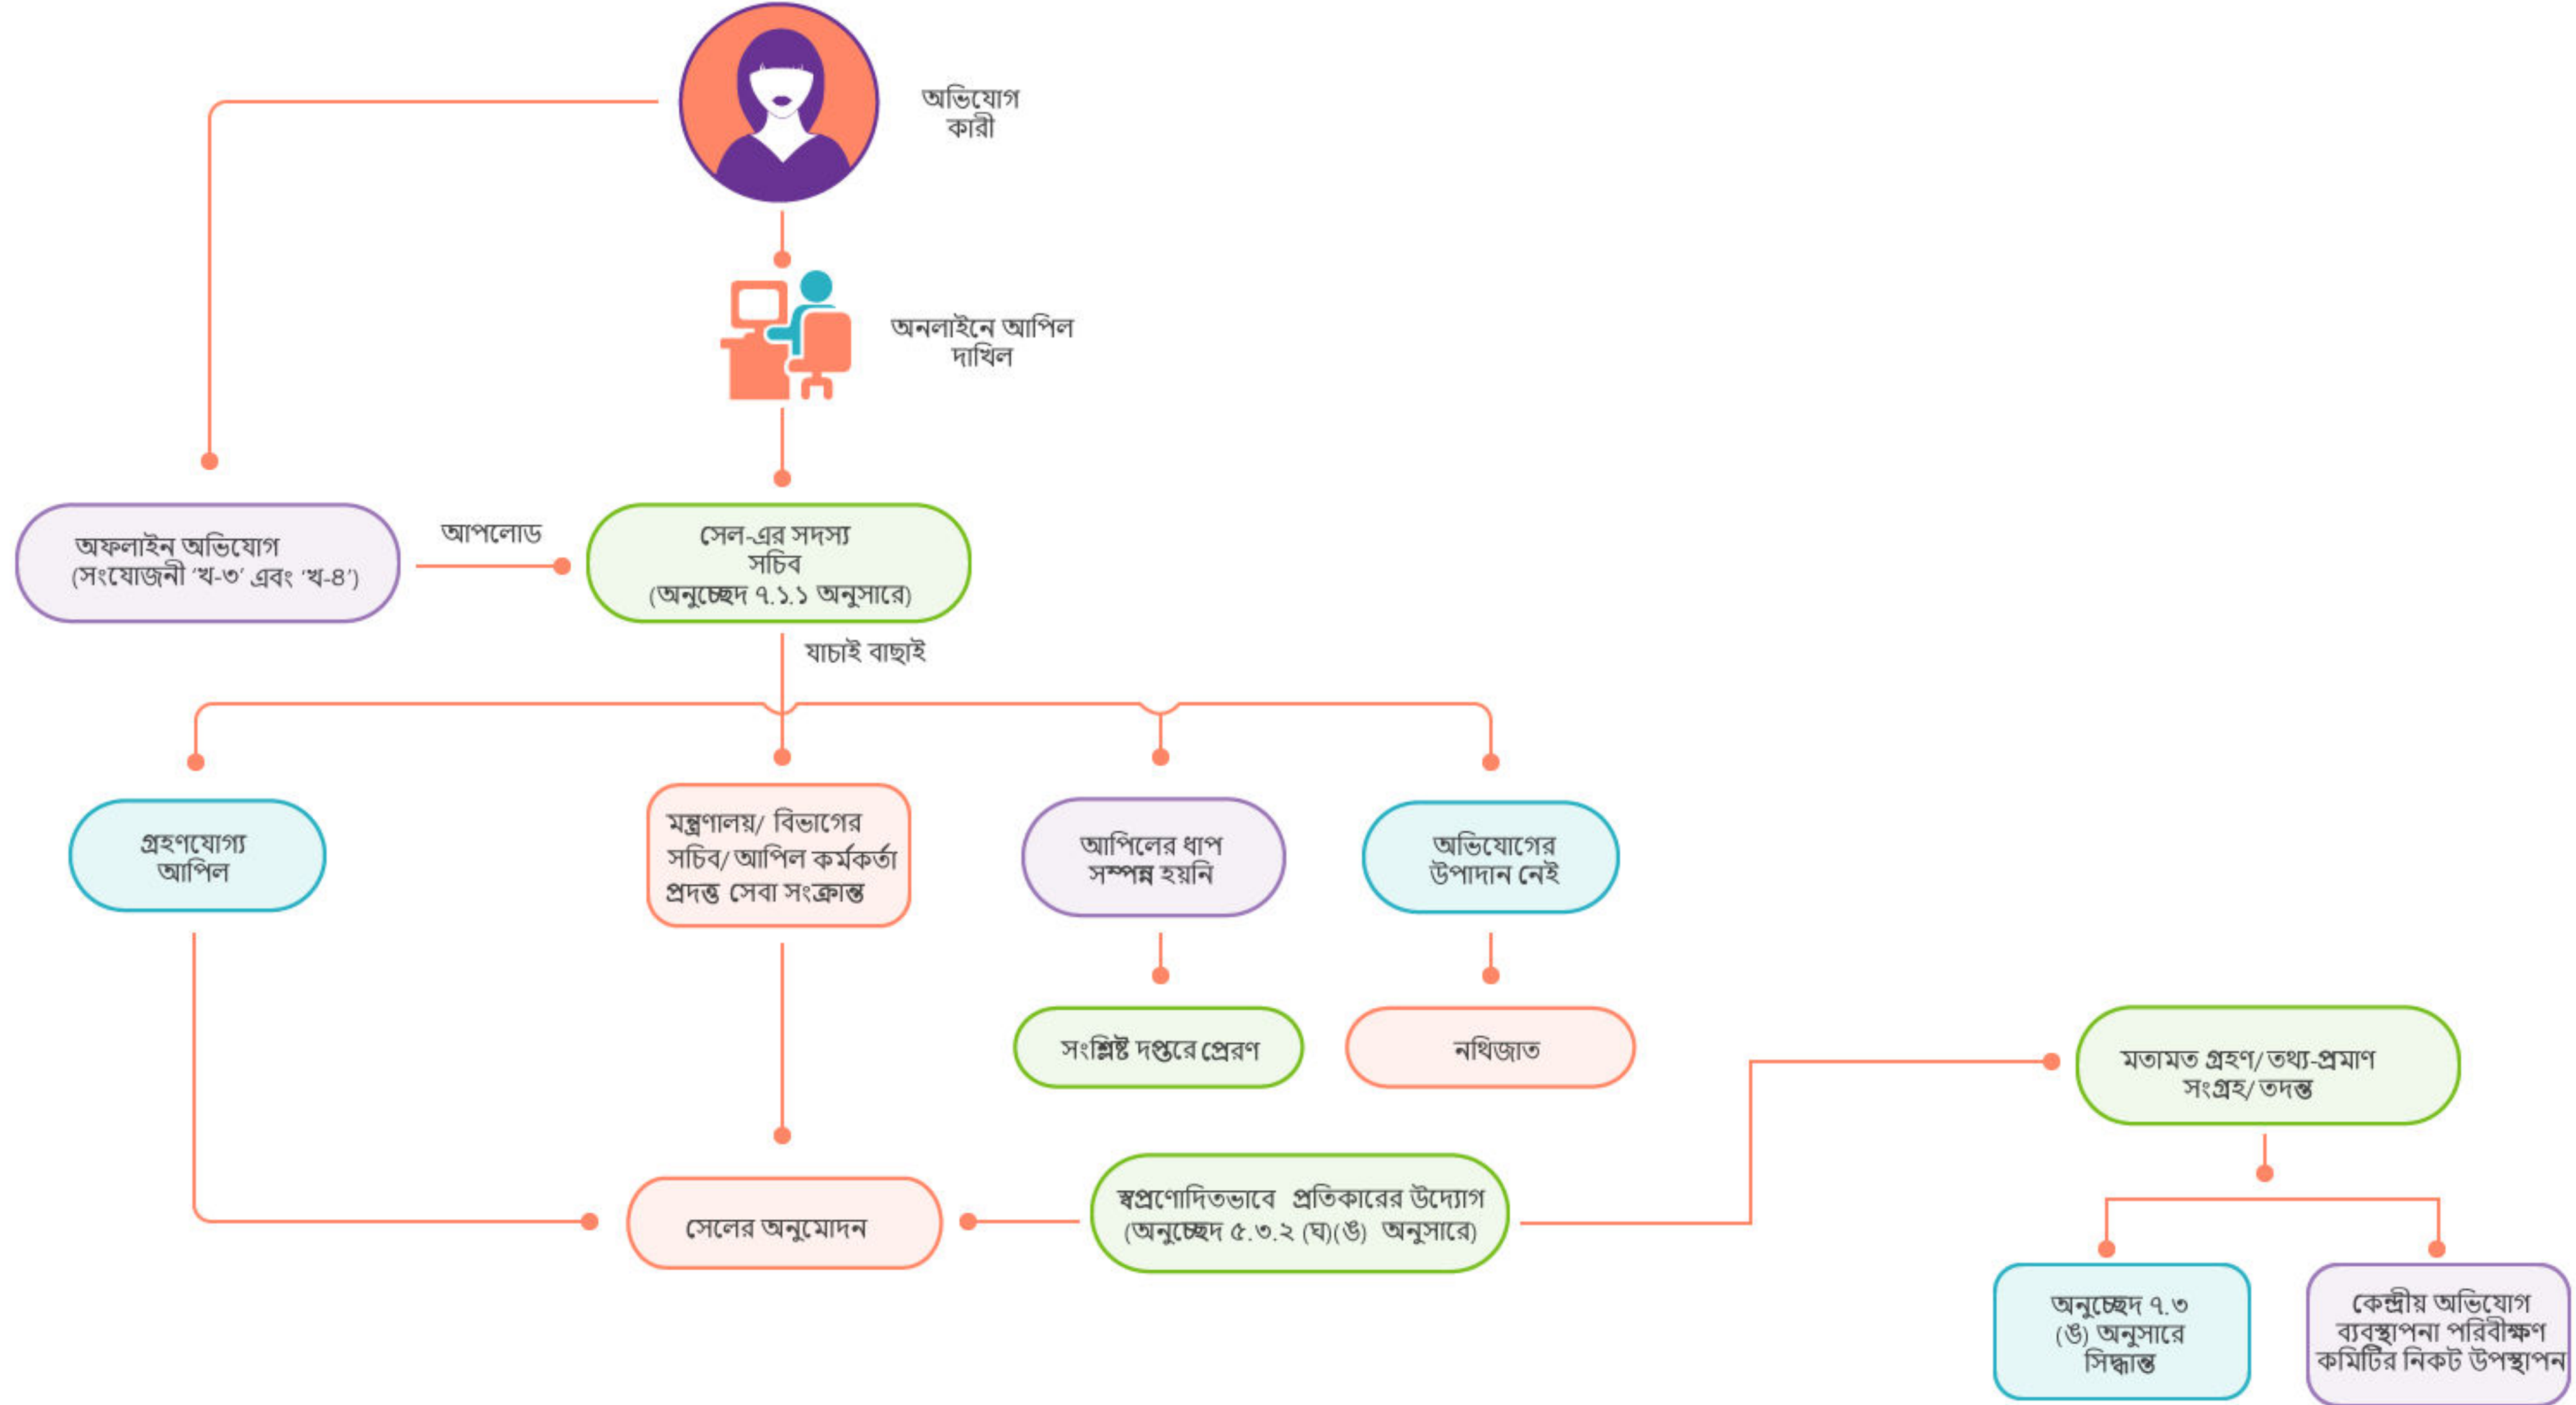 অভিযোগ
কারী
অনলাইনে আপিল
দাখিল
অফলাইন অভিযোগ
(সংযোজনী ‘খ-৩’ এবং ‘খ-৪’)
আপলোড
সেল-এর সদস্য
সচিব
(অনুচ্ছেদ ৭.১.১ অনুসারে)
যাচাই বাছাই
গ্রহণযোগ্য
আপিল
মন্ত্রণালয়/ বিভাগের
সচিব/ আপিল কর্মকর্তা
প্রদত্ত সেবা সংক্রান্ত
আপিলের ধাপ
সম্পন্ন হয়নি
অভিযোগের
উপাদান নেই
সংশ্লিষ্ট দপ্তরে প্রেরণ
নথিজাত
মতামত গ্রহণ/ তথ্য-প্রমাণ
সংগ্রহ/ তদন্ত
সেলের অনুমোদন
স্বপ্রণোদিতভাবে প্রতিকারের উদ্যোগ
(অনুচ্ছেদ ৫.৩.২ (ঘ)(ঙ) অনুসারে)
অনুচ্ছেদ ৭.৩
(ঙ) অনুসারে
সিদ্ধান্ত
কেন্দ্রীয় অভিযোগ
ব্যবস্থাপনা পরিবীক্ষণ
কমিটির নিকট উপস্থাপন